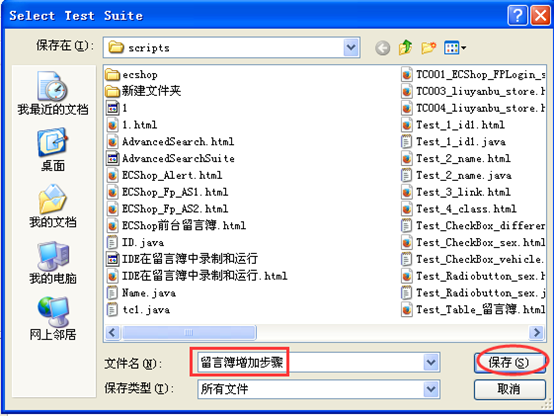 Select Test Suite
保存在(I):
scripts
我最近的文档
桌面
我的文档
我的电脑
网上邻居
ecshop
新建文件夹
1
1.html
AdvancedSearch.html
AdvancedSearchSuite
ECShop_Alert.html
ECShop_Fp_AS1.html
ECShop_Fp_AS2.html
EСShop前台留言簿.html
ID.java
IDE在留言簿中录制和运行
IDE在留言簿中录制和运行.html
Name.java
tc1.java
TC001_ECShop_FPLogin_s
TC003_liuyanbu_store.h
TC004_liuyanbu_store.h
Test_1_id1.html
Test_1_id1.java
Test_2_name.html
Test_2_name.java
Test_3_link.html
Test_4_class.html
Test_CheckBox_differen
Test_CheckBox_sex.html
Test_CheckBox_vehicle.
Test_Radiobutton_sex.h
Test_Radiobutton_sex.j
Test_Table_留言簿.html
文件名(N):
留言簿增加步骤
保存(S)
保存类型(T):
所有文件
取消